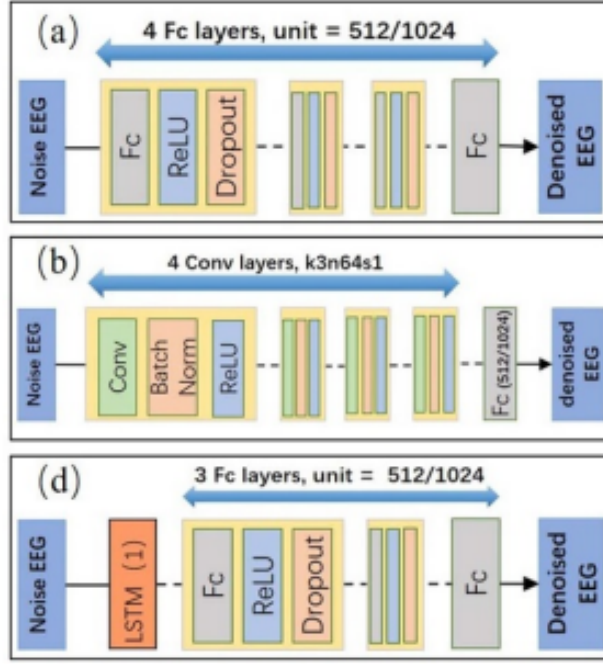 (a)
4 Fc layers, unit = 512/1024
Noise EEG
Fc
ReLU
Dropout
Fc
Denoised
EEG
(b)
4 Conv layers, k3n64s1
Noise EEG
Conv
Batch
Norm
ReLU
Fc (512/1024)
denoised
EEG
(d)
3 Fc layers, unit = 512/1024
Noise EEG
LSTM (1)
Fc
ReLU
Dropout
Fc
Denoised
EEG